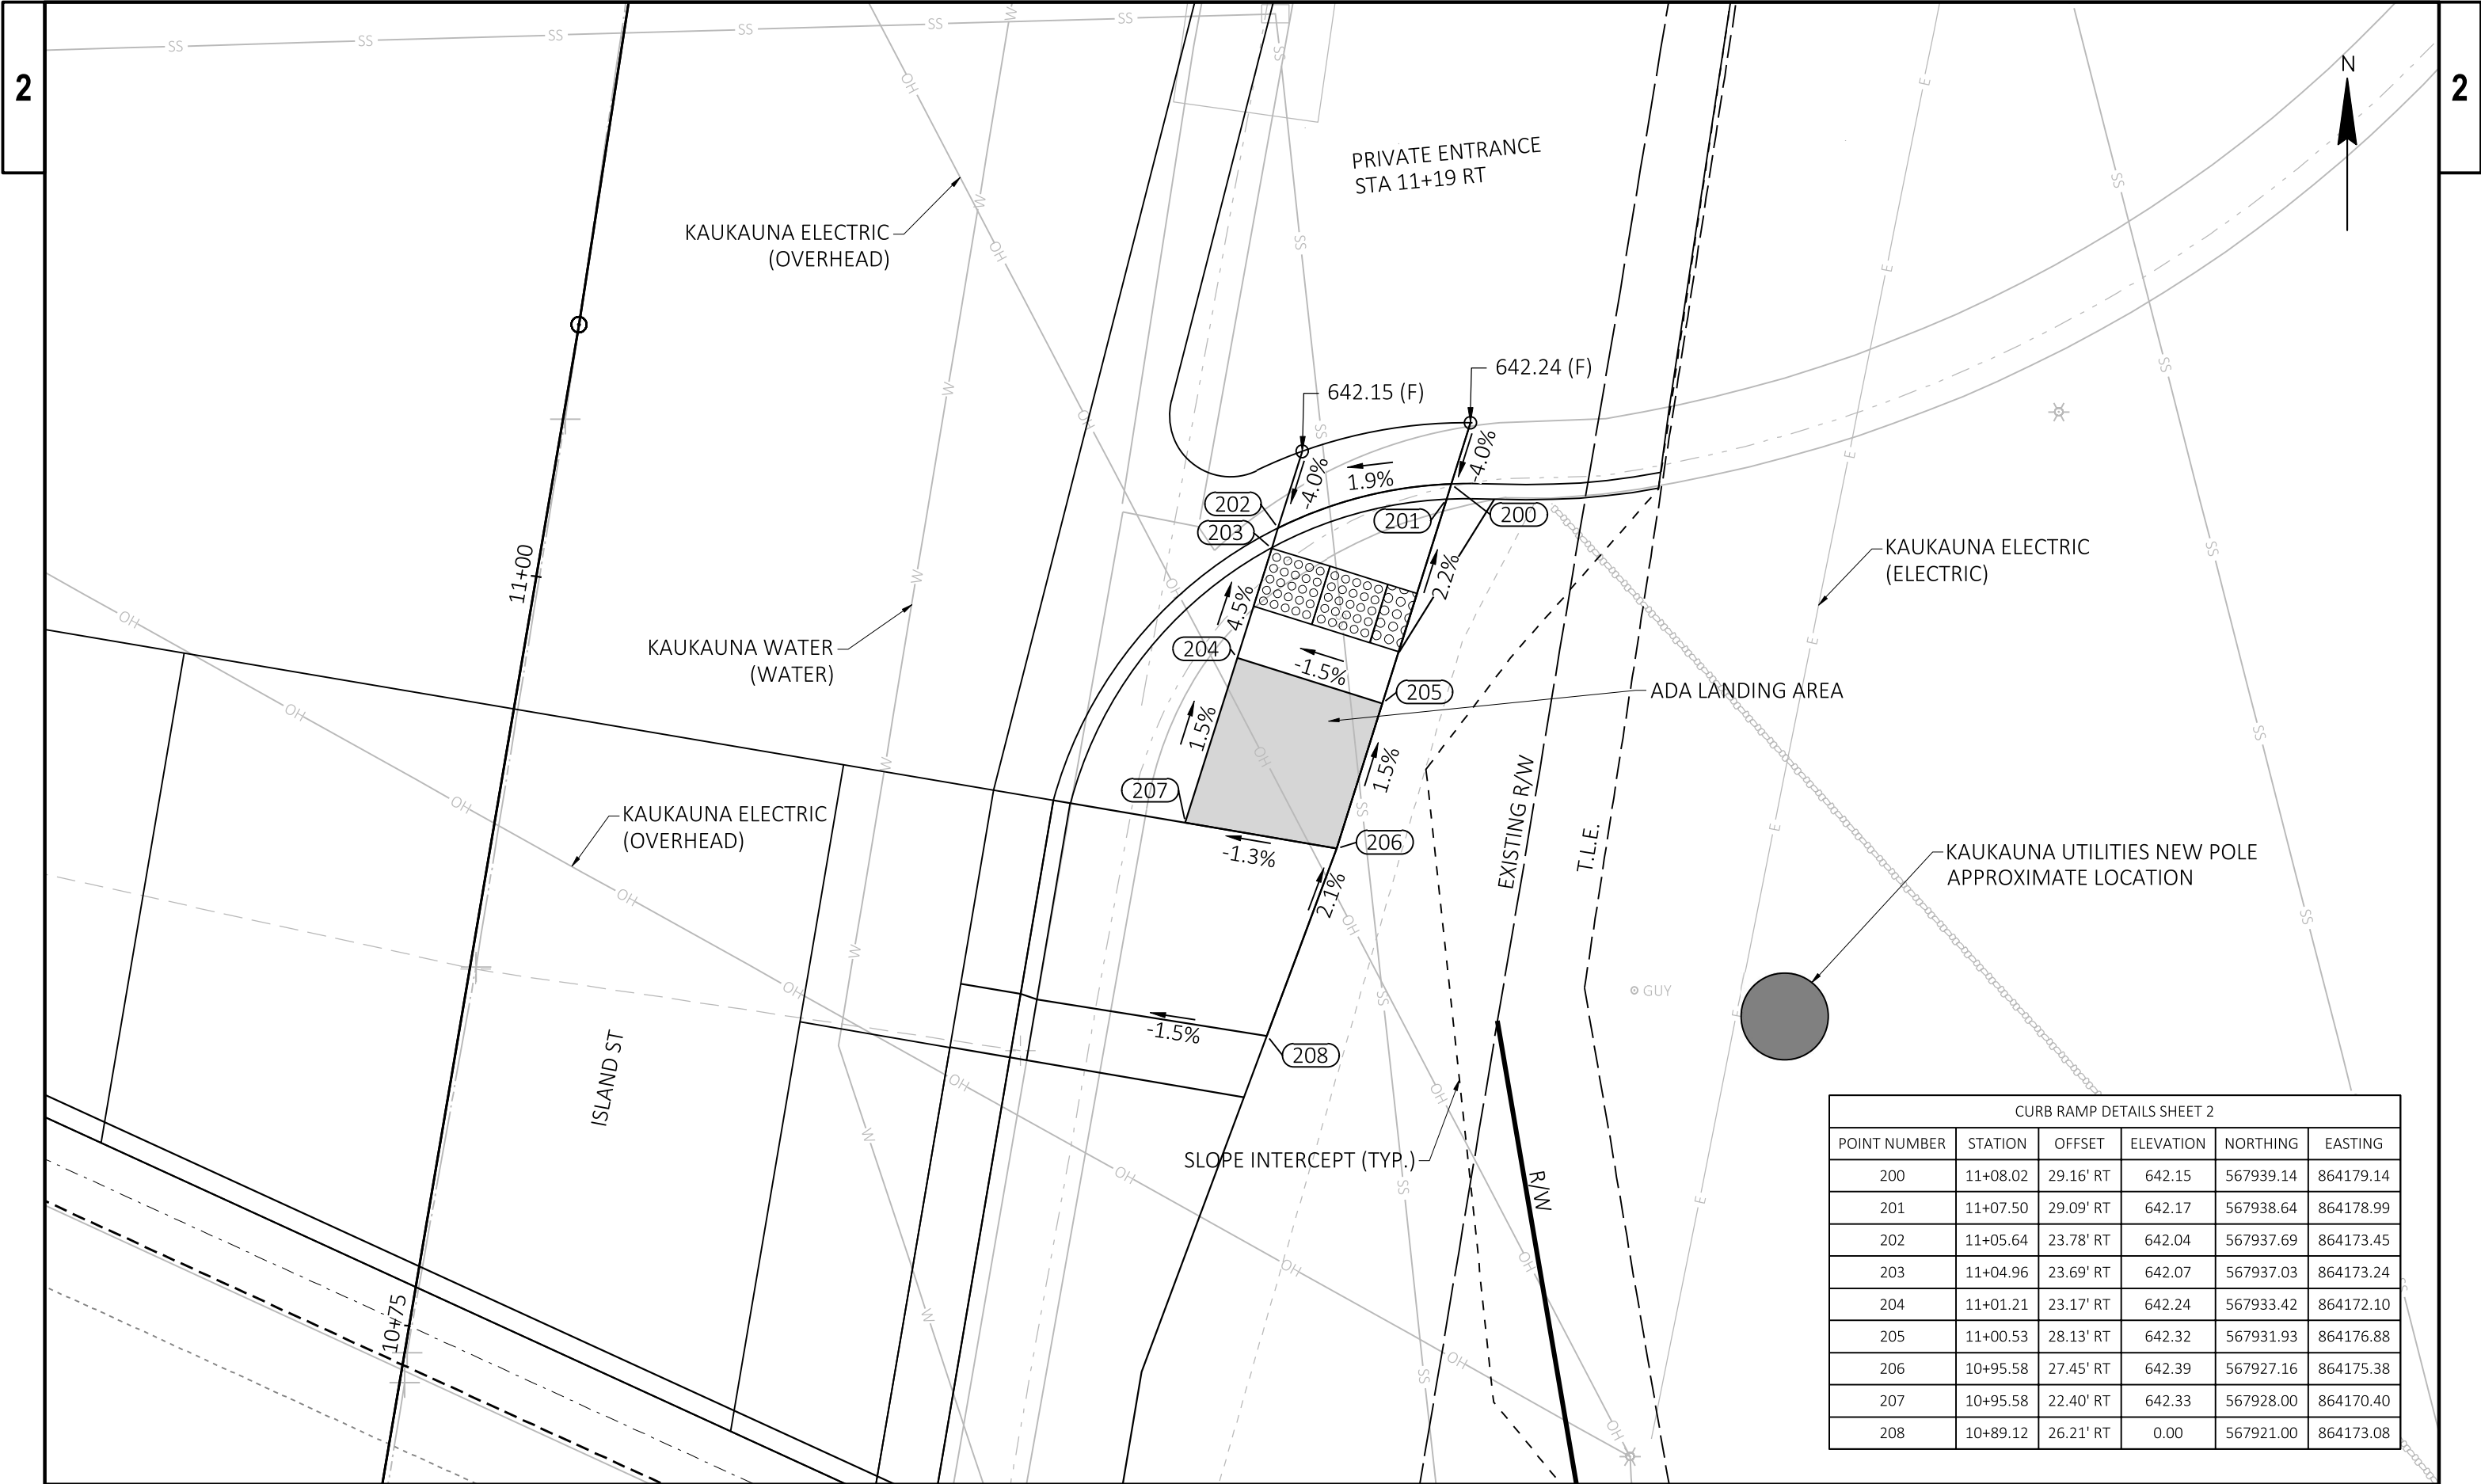 2
2
N
SS SS SS SS SS SS
PRIVATE ENTRANCE
STA 11+19 RT
KAUKAUNA ELECTRIC
(OVERHEAD)
642.24 (F)
642.15 (F)
-4.0%
-4.0%
1.9%
202
203
201
200
11+00
4.5%
2.2%
KAUKAUNA ELECTRIC
(ELECTRIC)
KAUKAUNA WATER
(WATER)
204
-1.5%
205
ADA LANDING AREA
1.5%
1.5%
207
KAUKAUNA ELECTRIC
(OVERHEAD)
-1.3%
206
EXISTING R/W
T.L.E.
KAUKAUNA UTILITIES NEW POLE
APPROXIMATE LOCATION
2.1%
GUY
ISLAND ST
-1.5%
208
SLOPE INTERCEPT (TYP.)
R/W
10+75
CURB RAMP DETAILS SHEET 2
POINT NUMBER STATION OFFSET ELEVATION NORTHING EASTING
200 11+08.02 29.16' RT 642.15 567939.14 864179.14
201 11+07.50 29.09' RT 642.17 567938.64 864178.99
202 11+05.64 23.78' RT 642.04 567937.69 864173.45
203 11+04.96 23.69' RT 642.07 567937.03 864173.24
204 11+01.21 23.17' RT 642.24 567933.42 864172.10
205 11+00.53 28.13' RT 642.32 567931.93 864176.88
206 10+95.58 27.45' RT 642.39 567927.16 864175.38
207 10+95.58 22.40' RT 642.33 567928.00 864170.40
208 10+89.12 26.21' RT 0.00 567921.00 864173.08